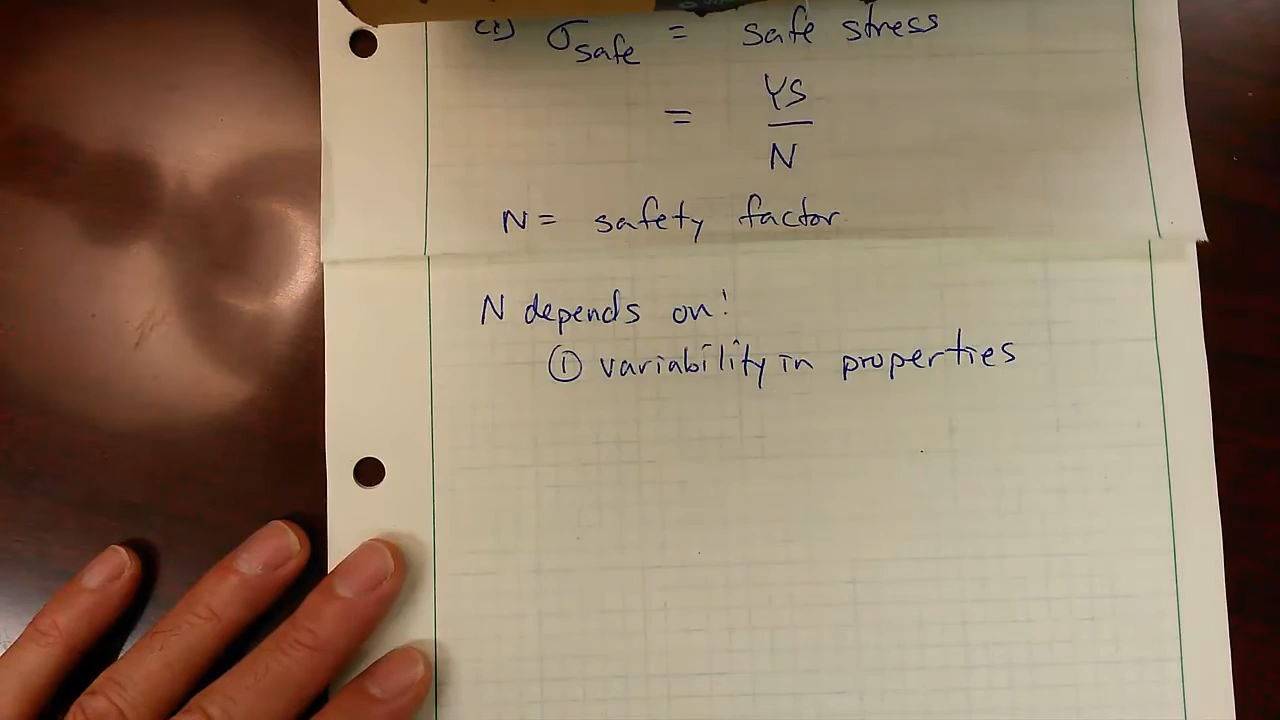 (i) σsafe = safe stress
= YS
N
N = safety factor
N depends on:
① variability in properties